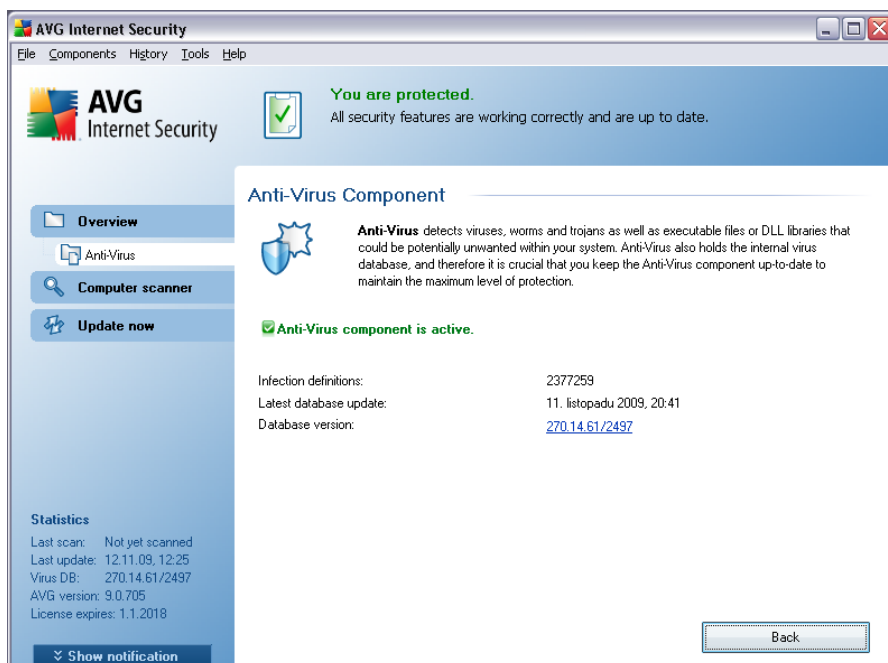 AVG Internet Security
File Components History Tools Help
AVG
Internet Security
You are protected.
All security features are working correctly and are up to date.
Overview
Anti-Virus
Computer scanner
Update now
Anti-Virus Component
Anti-Virus detects viruses, worms and trojans as well as executable files or DLL libraries that
could be potentially unwanted within your system. Anti-Virus also holds the internal virus
database, and therefore it is crucial that you keep the Anti-Virus component up-to-date to
maintain the maximum level of protection.
Anti-Virus component is active.
Infection definitions: 2377259
Latest database update: 11. listopadu 2009, 20:41
Database version: 270.14.61/2497
Statistics
Last scan: Not yet scanned
Last update: 12.11.09, 12:25
Virus DB: 270.14.61/2497
AVG version: 9.0.705
License expires: 1.1.2018
Show notification
Back